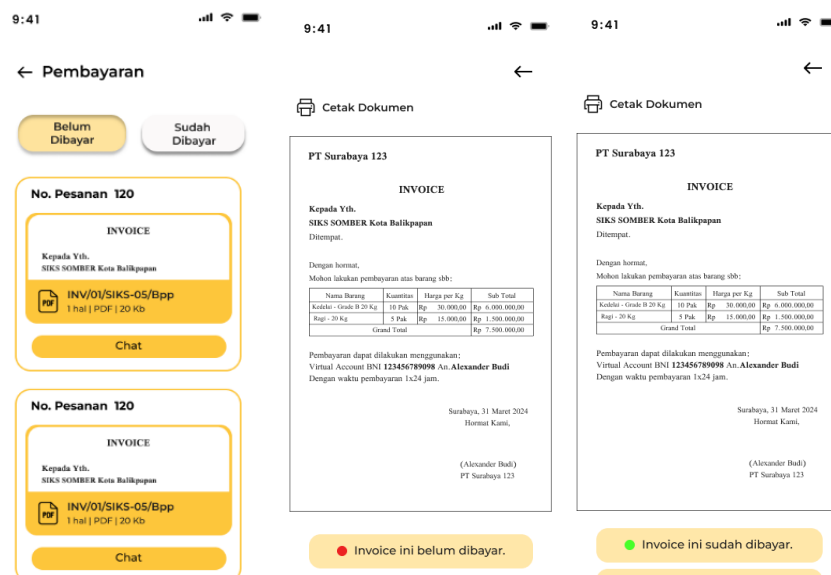 9:41
Pembayaran
Belum
Dibayar
Sudah
Dibayar
No. Pesanan 120
INVOICE
Kepada Yth.
SIKS SOMBER Kota Balikpapan
PDF
INV/01/SIKS-05/Bpp
1 hal | PDF | 20 Kb
Chat
No. Pesanan 120
INVOICE
Kepada Yth.
SIKS SOMBER Kota Balikpapan
PDF
INV/01/SIKS-05/Bpp
1 hal | PDF | 20 Kb
Chat
9:41
Cetak Dokumen
PT Surabaya 123
INVOICE
Kepada Yth.
SIKS SOMBER Kota Balikpapan
Ditempat.
Dengan hormat,
Mohon lakukan pembayaran atas barang sbb:
Nama Barang Kuantitas Harga per Kg Sub Total
Kedelai - Grade B 20 Kg 10 Pak Rp 30.000,00 Rp 6.000.000,00
Ragi - 20 Kg 5 Pak Rp 15.000,00 Rp 1.500.000,00
Grand Total Rp 7.500.000,00
Pembayaran dapat dilakukan menggunakan;
Virtual Account BNI 123456789098 An. Alexander Budi
Dengan waktu pembayaran 1x24 jam.
Surabaya, 31 Maret 2024
Hormat Kami,
(Alexander Budi)
PT Surabaya 123
Invoice ini belum dibayar.
9:41
Cetak Dokumen
PT Surabaya 123
INVOICE
Kepada Yth.
SIKS SOMBER Kota Balikpapan
Ditempat.
Dengan hormat,
Mohon lakukan pembayaran atas barang sbb:
Nama Barang Kuantitas Harga per Kg Sub Total
Kedelai - Grade B 20 Kg 10 Pak Rp 30.000,00 Rp 6.000.000,00
Ragi - 20 Kg 5 Pak Rp 15.000,00 Rp 1.500.000,00
Grand Total Rp 7.500.000,00
Pembayaran dapat dilakukan menggunakan;
Virtual Account BNI 123456789098 An. Alexander Budi
Dengan waktu pembayaran 1x24 jam.
Surabaya, 31 Maret 2024
Hormat Kami,
(Alexander Budi)
PT Surabaya 123
Invoice ini sudah dibayar.